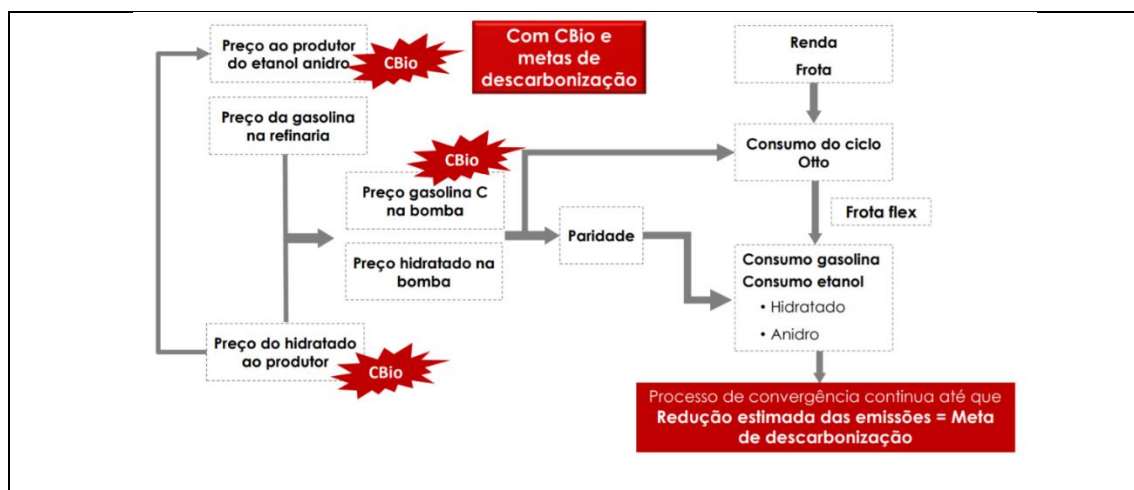 Preço ao produtor
do etanol anidro
CBio
Com CBio e
metas de
descarbonização
Renda
Frota
Preço da gasolina
na refinaria
CBio
Consumo do ciclo
Otto
Preço gasolina C
na bomba
Paridade
Frota flex
Preço hidratado na
bomba
Consumo gasolina
Consumo etanol
• Hidratado
• Anidro
Preço do hidratado
ao produtor
CBio
Processo de convergência continua até que
Redução estimada das emissões = Meta
de descarbonização